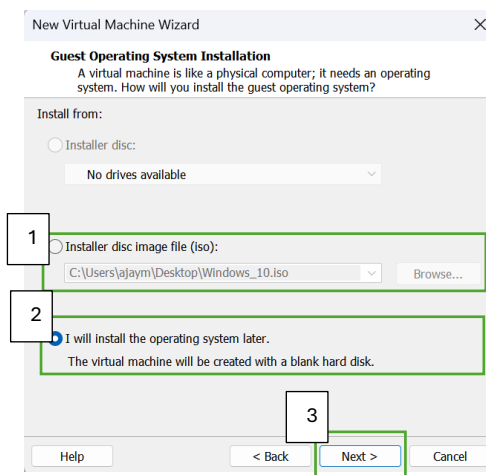 New Virtual Machine Wizard
Guest Operating System Installation
A virtual machine is like a physical computer; it needs an operating
system. How will you install the guest operating system?
Install from:
Installer disc:
No drives available
1
Installer disc image file (iso):
C:\Users\ajaym\Desktop\Windows_10.iso
Browse...
2
I will install the operating system later.
The virtual machine will be created with a blank hard disk.
3
Help
< Back
Next >
Cancel